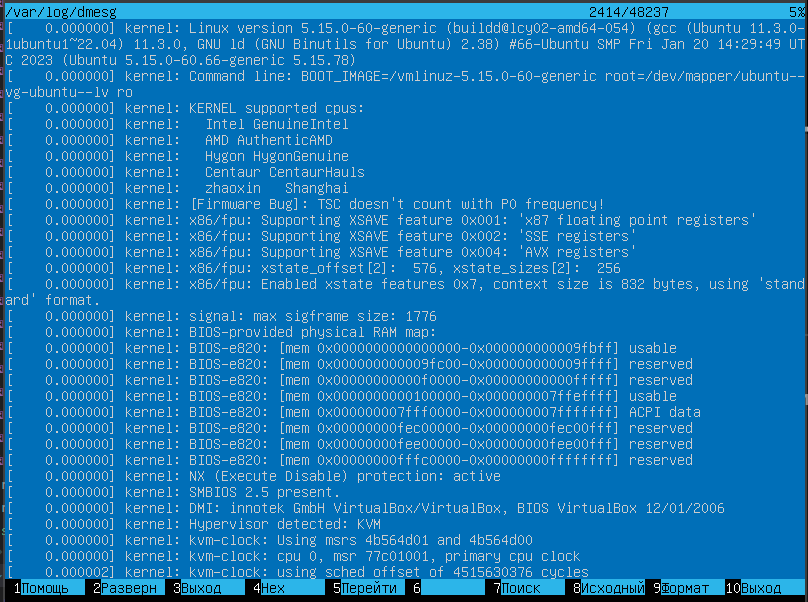 /var/log/dmesg 2414/48237 5%
[    0.000000] kernel: Linux version 5.15.0-60-generic (buildd@lcy02-amd64-054) (gcc (Ubuntu 11.3.0-
1ubuntu1~22.04) 11.3.0, GNU ld (GNU Binutils for Ubuntu) 2.38) #66-Ubuntu SMP Fri Jan 20 14:29:49 UT
C 2023 (Ubuntu 5.15.0-60.66-generic 5.15.78)
[    0.000000] kernel: Command line: BOOT_IMAGE=/vmlinuz-5.15.0-60-generic root=/dev/mapper/ubuntu--
vg-ubuntu--lv ro
[    0.000000] kernel: KERNEL supported cpus:
[    0.000000] kernel:   Intel GenuineIntel
[    0.000000] kernel:   AMD AuthenticAMD
[    0.000000] kernel:   Hygon HygonGenuine
[    0.000000] kernel:   Centaur CentaurHauls
[    0.000000] kernel:   zhaoxin   Shanghai
[    0.000000] kernel: [Firmware Bug]: TSC doesn't count with P0 frequency!
[    0.000000] kernel: x86/fpu: Supporting XSAVE feature 0x001: 'x87 floating point registers'
[    0.000000] kernel: x86/fpu: Supporting XSAVE feature 0x002: 'SSE registers'
[    0.000000] kernel: x86/fpu: Supporting XSAVE feature 0x004: 'AVX registers'
[    0.000000] kernel: x86/fpu: xstate_offset[2]:  576, xstate_sizes[2]:  256
[    0.000000] kernel: x86/fpu: Enabled xstate features 0x7, context size is 832 bytes, using 'stand
ard' format.
[    0.000000] kernel: signal: max sigframe size: 1776
[    0.000000] kernel: BIOS-provided physical RAM map:
[    0.000000] kernel: BIOS-e820: [mem 0x0000000000000000-0x000000000009fbff] usable
[    0.000000] kernel: BIOS-e820: [mem 0x000000000009fc00-0x000000000009ffff] reserved
[    0.000000] kernel: BIOS-e820: [mem 0x00000000000f0000-0x00000000000fffff] reserved
[    0.000000] kernel: BIOS-e820: [mem 0x0000000000100000-0x000000007ffeffff] usable
[    0.000000] kernel: BIOS-e820: [mem 0x000000007fff0000-0x000000007fffffff] ACPI data
[    0.000000] kernel: BIOS-e820: [mem 0x00000000fec00000-0x00000000fec00fff] reserved
[    0.000000] kernel: BIOS-e820: [mem 0x00000000fee00000-0x00000000fee00fff] reserved
[    0.000000] kernel: BIOS-e820: [mem 0x00000000fffc0000-0x00000000ffffffff] reserved
[    0.000000] kernel: NX (Execute Disable) protection: active
[    0.000000] kernel: SMBIOS 2.5 present.
[    0.000000] kernel: DMI: innotek GmbH VirtualBox/VirtualBox, BIOS VirtualBox 12/01/2006
[    0.000000] kernel: Hypervisor detected: KVM
[    0.000000] kernel: kvm-clock: Using msrs 4b564d01 and 4b564d00
[    0.000000] kernel: kvm-clock: cpu 0, msr 77c01001, primary cpu clock
[    0.000002] kernel: kvm-clock: using sched offset of 4515630376 cycles
1Помощь 2Разверн 3Выход 4Hex 5Перейти 6 7Поиск 8Исходный 9Формат 10Выход